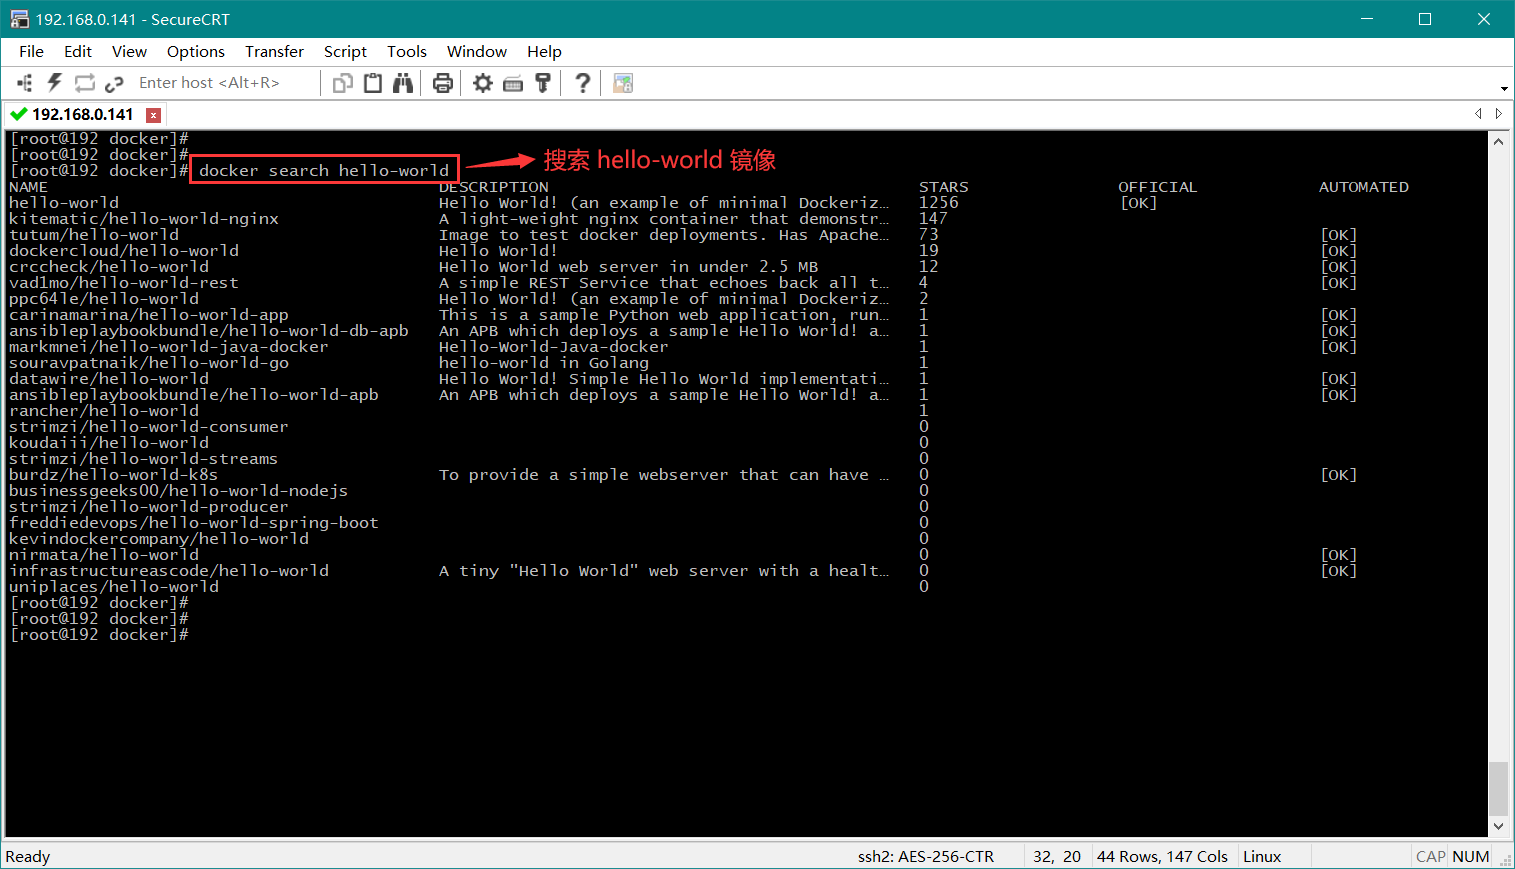 192.168.0.141 - SecureCRT
File Edit View Options Transfer Script Tools Window Help
Enter host <Alt+R>
192.168.0.141
[root@192 docker]#
[root@192 docker]#
[root@192 docker]# docker search hello-world 搜索 hello-world 镜像
NAME DESCRIPTION STARS OFFICIAL AUTOMATED
hello-world Hello World! (an example of minimal Dockeriz… 1256 [OK]
kitematic/hello-world-nginx A light-weight nginx container that demonstr… 147
tutum/hello-world Image to test docker deployments. Has Apache… 73 [OK]
dockercloud/hello-world Hello World! 19 [OK]
crccheck/hello-world Hello World web server in under 2.5 MB 12 [OK]
vad1mo/hello-world-rest A simple REST Service that echoes back all t… 4 [OK]
ppc64le/hello-world Hello World! (an example of minimal Dockeriz… 2
carinamarina/hello-world-app This is a sample Python web application, run… 1 [OK]
ansibleplaybookbundle/hello-world-db-apb An APB which deploys a sample Hello World! a… 1 [OK]
markmnei/hello-world-java-docker Hello-World-Java-docker 1 [OK]
souravpatnaik/hello-world-go hello-world in Golang 1
datawire/hello-world Hello World! Simple Hello World implementati… 1 [OK]
ansibleplaybookbundle/hello-world-apb An APB which deploys a sample Hello World! a… 1 [OK]
rancher/hello-world 1
strimzi/hello-world-consumer 0
koudaiii/hello-world 0
strimzi/hello-world-streams 0
burdz/hello-world-k8s To provide a simple webserver that can have … 0 [OK]
businessgeeks00/hello-world-nodejs 0
strimzi/hello-world-producer 0
freddiedevops/hello-world-spring-boot 0
kevindockercompany/hello-world 0
nirmata/hello-world 0 [OK]
infrastructureascode/hello-world A tiny "Hello World" web server with a healt… 0 [OK]
uniplaces/hello-world 0
[root@192 docker]#
[root@192 docker]#
[root@192 docker]#
Ready ssh2: AES-256-CTR 32, 20 44 Rows, 147 Cols Linux CAP NUM